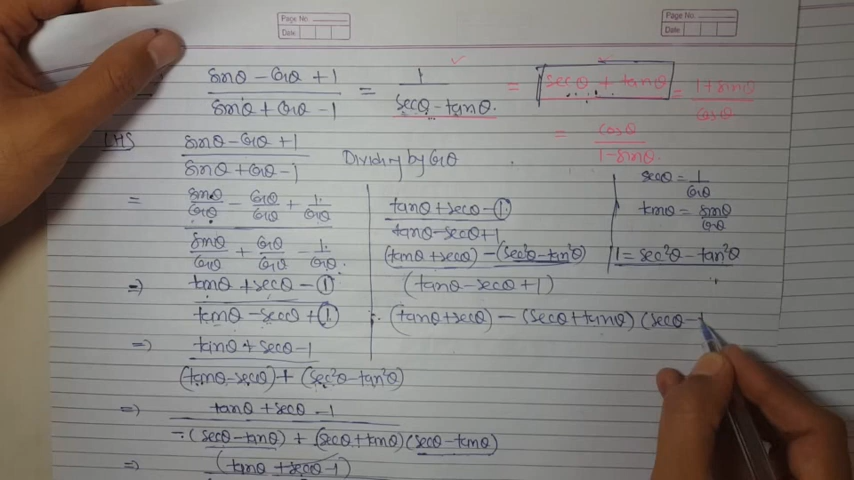 Page No.
Date
Page No.
Date
sinθ - cosθ + 1 / sinθ + cosθ - 1 = 1 / secθ - tanθ = secθ + tanθ = 1 + sinθ / cosθ
= cosθ / 1 - sinθ
LHS sinθ - cosθ + 1 / sinθ + cosθ - 1 Dividing by cosθ
= sinθ/cosθ - cosθ/cosθ + 1/cosθ
sinθ/cosθ + cosθ/cosθ - 1/cosθ.
=> tanθ + secθ - 1
tanθ - secθ + 1
=> tanθ + secθ - 1
(tanθ - secθ) + (sec²θ - tan²θ)
=> tanθ + secθ - 1
- (secθ - tanθ) + (secθ + tanθ)(secθ - tanθ)
=> (tanθ + secθ - 1)
tanθ + secθ - 1
tanθ - secθ + 1
(tanθ + secθ) - (sec²θ - tan²θ)
(tanθ - secθ + 1)
(tanθ + secθ) - (secθ + tanθ)(secθ -
secθ = 1/cosθ
tanθ = sinθ/cosθ
1 = sec²θ - tan²θ